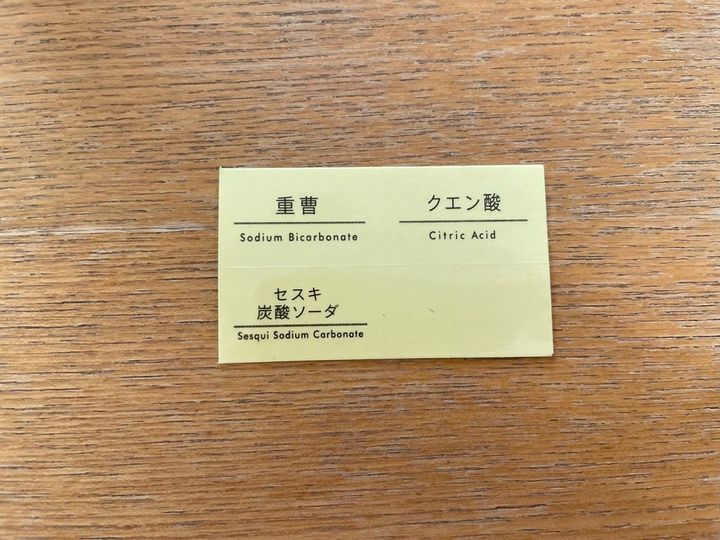 重曹
Sodium Bicarbonate
クエン酸
Citric Acid
セスキ
炭酸ソーダ
Sesqui Sodium Carbonate